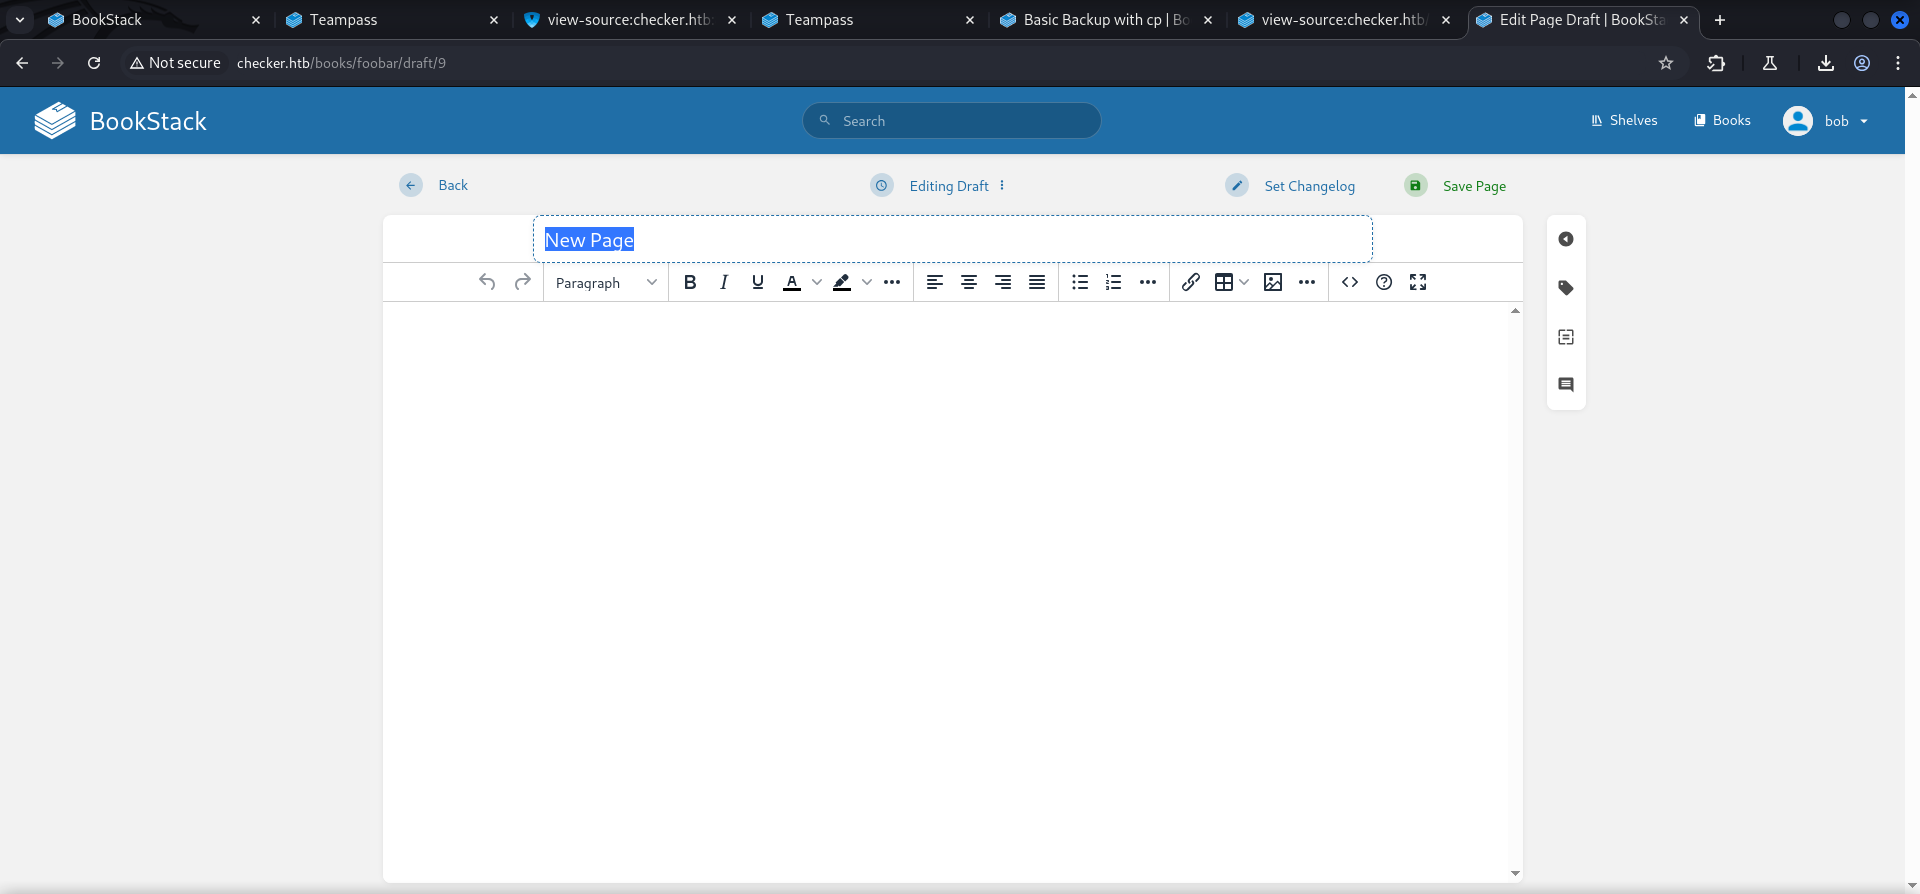 BookStack
Teampass
view-source:checker.htb
Teampass
Basic Backup with cp | Bo
view-source:checker.htb/
Edit Page Draft | BookSta
Not secure
checker.htb/books/foobar/draft/9
BookStack
Search
Shelves
Books
bob
Back
Editing Draft
Set Changelog
Save Page
New Page
Paragraph
B
I
U
A